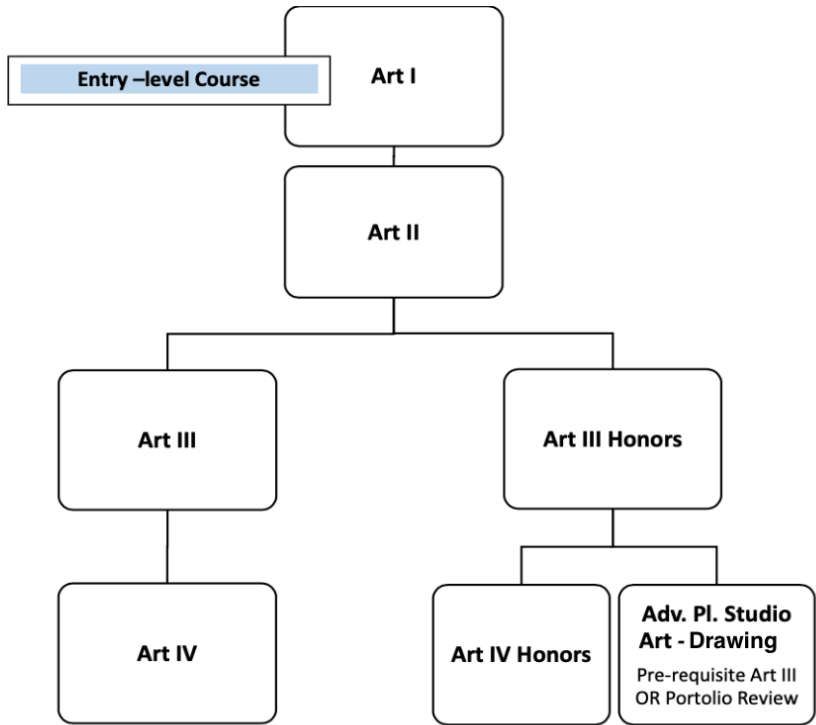 Entry –level Course
Art I
Art II
Art III
Art III Honors
Art IV
Art IV Honors
Adv. Pl. Studio
Art - Drawing
Pre-requisite Art III
OR Portolio Review